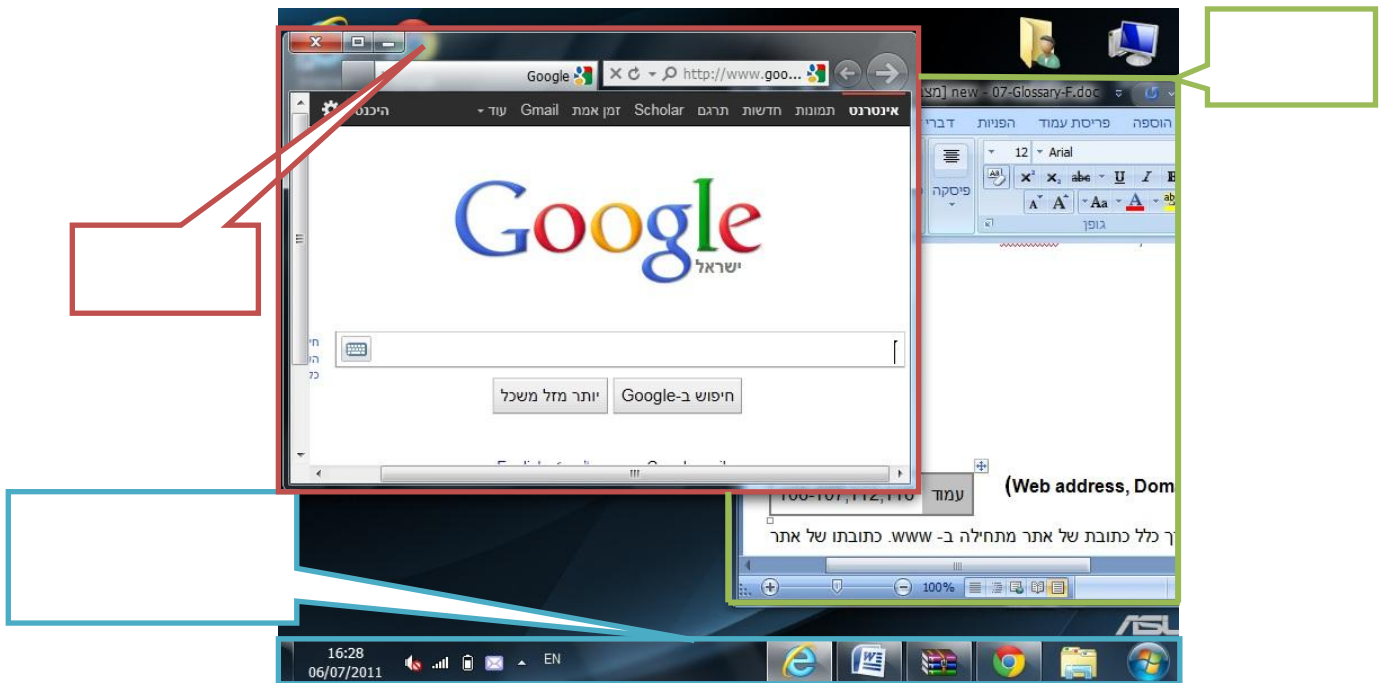 Google
http://www.goo...
new - 07-Glossary-F.doc
אינטרנט תמונות חדשות תרגם Scholar זמן אמת Gmail עוד
הוספה פריסת עמוד הפניות דברי
12 Arial
פיסקה
גופן
Google
ישראל
חיפוש ב-Google יותר מזל משכל
(Web address, Dom
עמוד
ך כלל כתובת של אתר מתחילה ב- www. כתובתו של אתר
100%
ASU
EN
16:28
06/07/2011